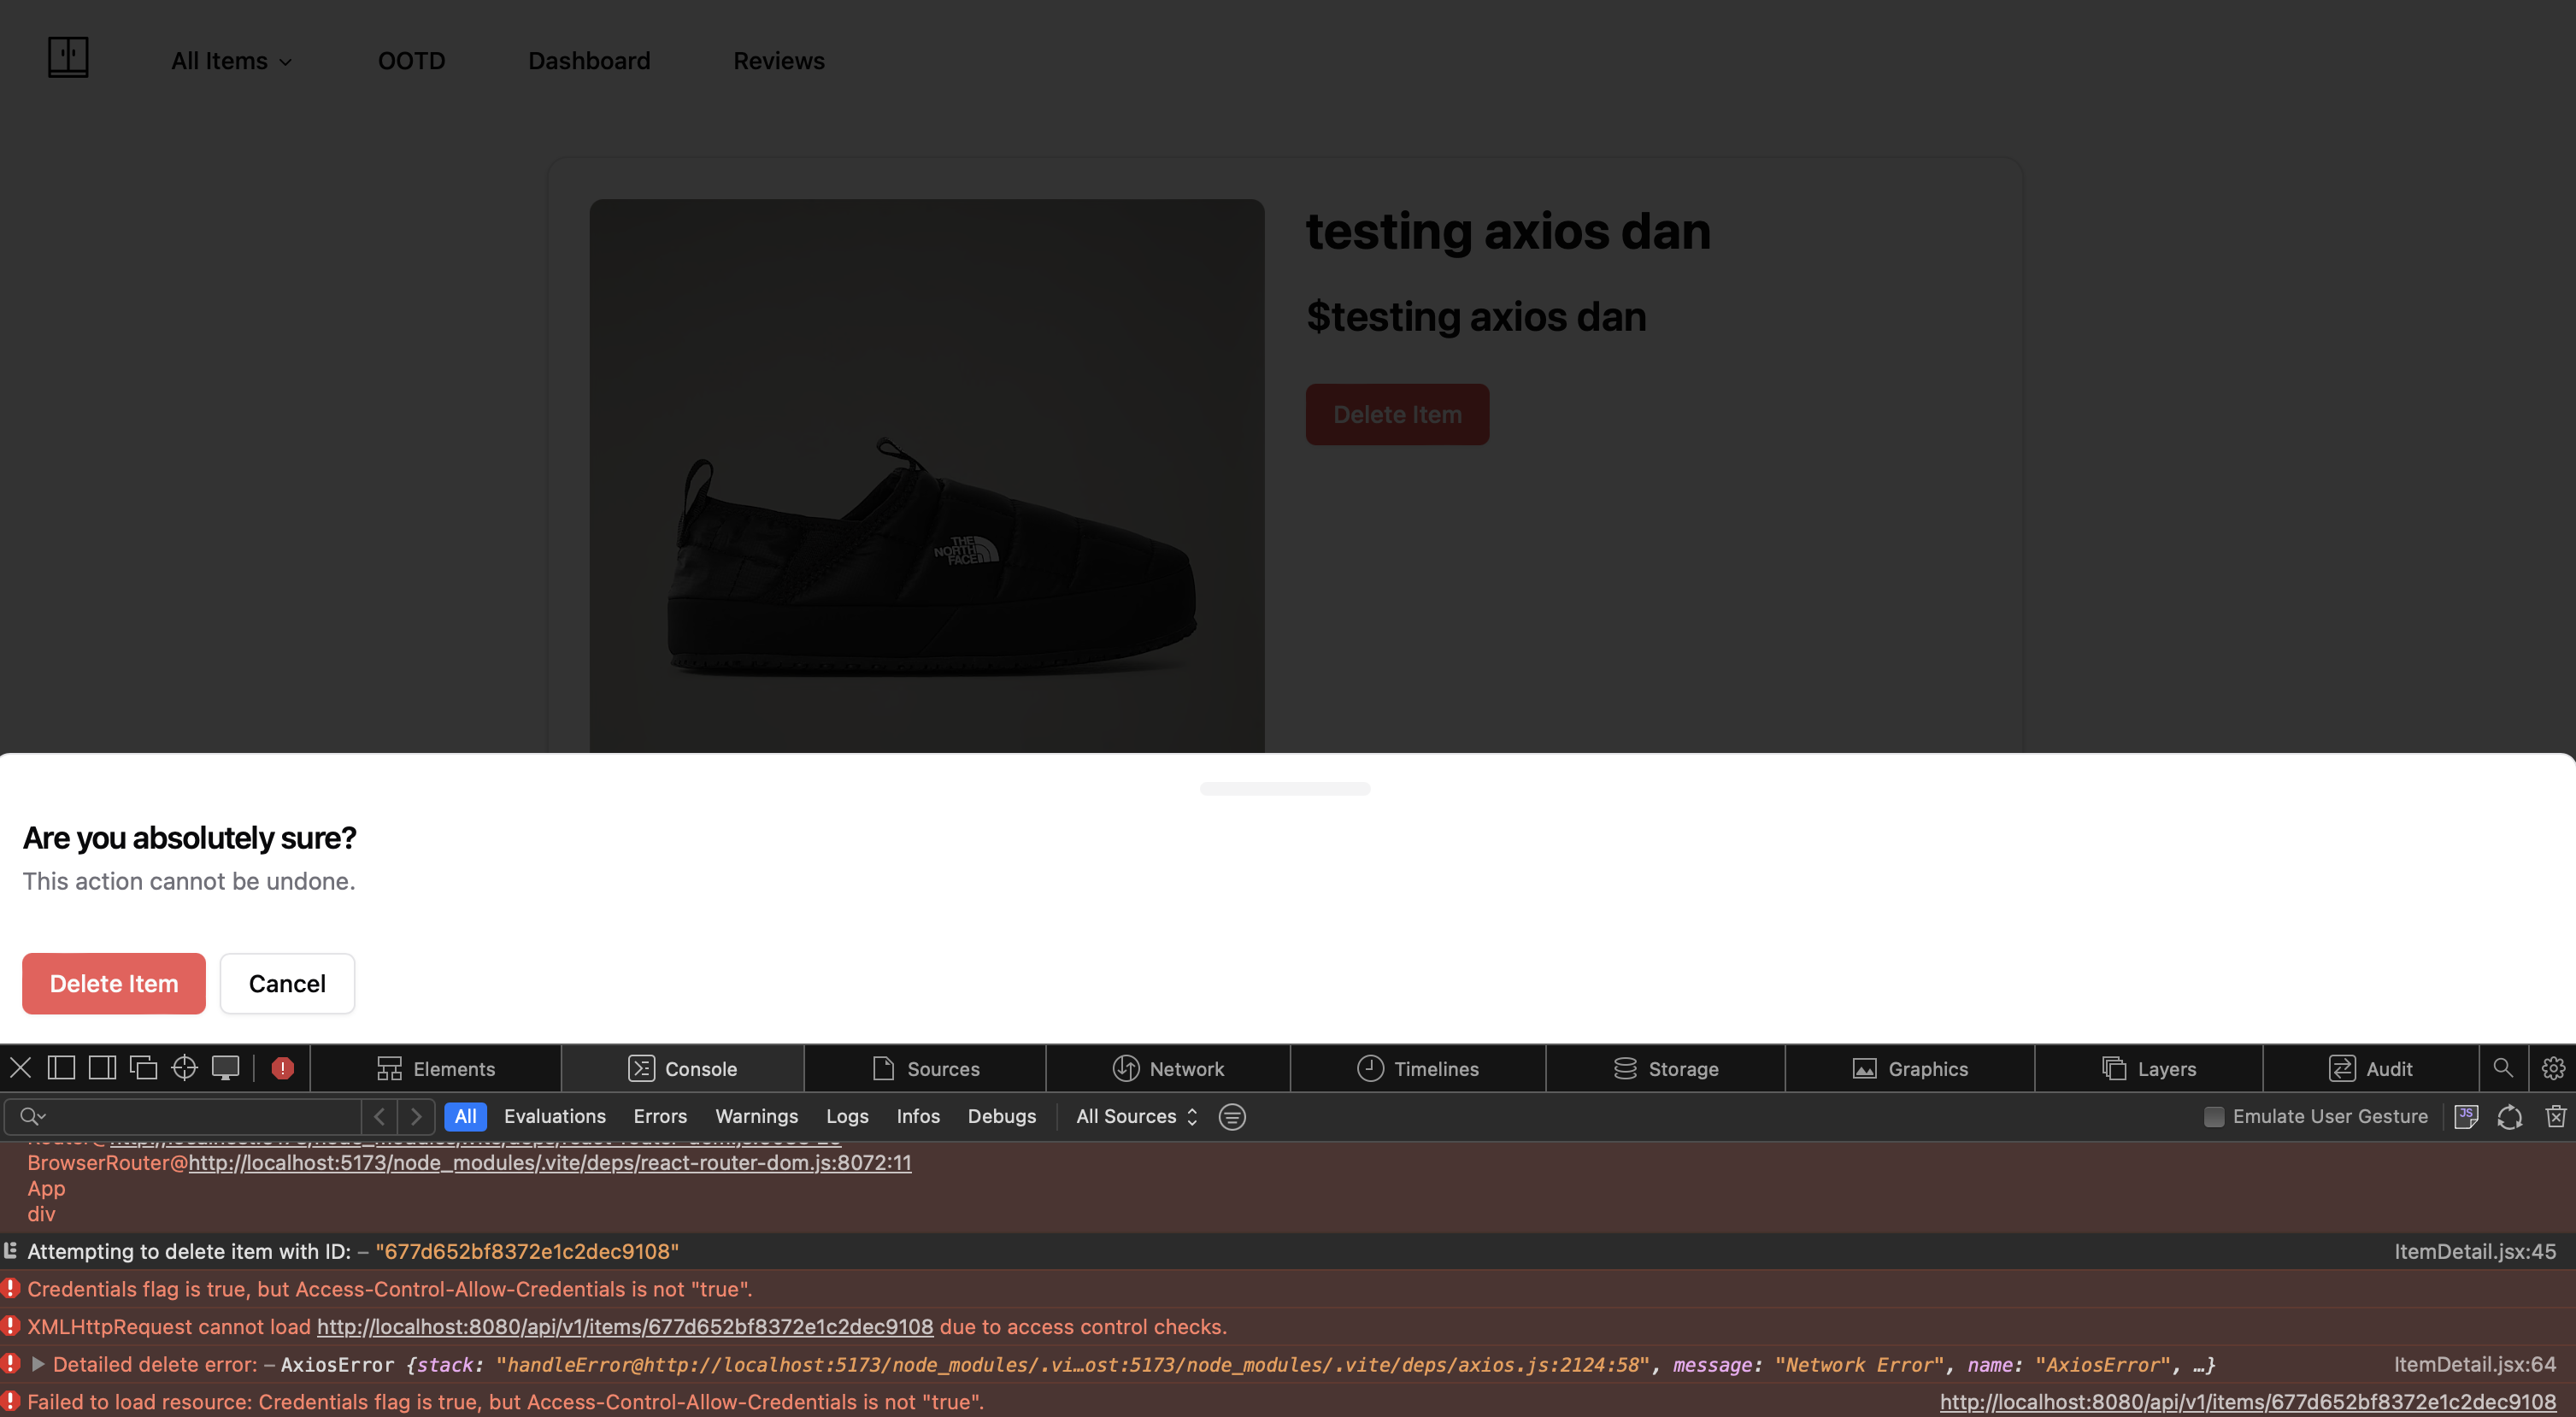 All Items
OOTD
Dashboard
Reviews
testing axios dan
$testing axios dan
Delete Item
THE
NORTH
FACE
Are you absolutely sure?
This action cannot be undone.
Delete Item
Cancel
Elements
Console
Sources
Network
Timelines
Storage
Graphics
Layers
Audit
All
Evaluations
Errors
Warnings
Logs
Infos
Debugs
All Sources
Emulate User Gesture
BrowserRouter@http://localhost:5173/node_modules/.vite/deps/react-router-dom.js:8072:11
App
div
Attempting to delete item with ID: – "677d652bf8372e1c2dec9108"
ItemDetail.jsx:45
Credentials flag is true, but Access-Control-Allow-Credentials is not "true".
XMLHttpRequest cannot load http://localhost:8080/api/v1/items/677d652bf8372e1c2dec9108 due to access control checks.
Detailed delete error: – AxiosError {stack: "handleError@http://localhost:5173/node_modules/.vi…ost:5173/node_modules/.vite/deps/axios.js:2124:58", message: "Network Error", name: "AxiosError", …}
ItemDetail.jsx:64
Failed to load resource: Credentials flag is true, but Access-Control-Allow-Credentials is not "true".
http://localhost:8080/api/v1/items/677d652bf8372e1c2dec9108